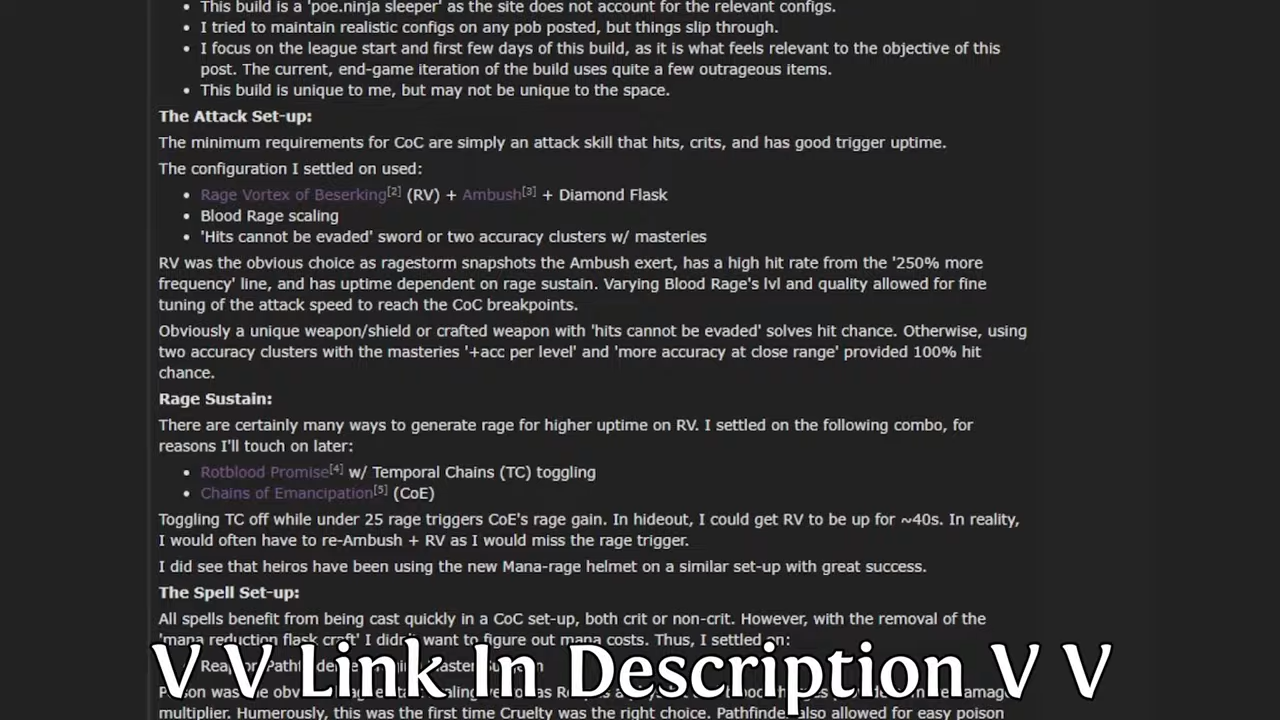 • This build is a 'poe.ninja sleeper' as the site does not account for the relevant configs.
• I tried to maintain realistic configs on any pob posted, but things slip through.
• I focus on the league start and first few days of this build, as it is what feels relevant to the objective of this
post. The current, end-game iteration of the build uses quite a few outrageous items.
• This build is unique to me, but may not be unique to the space.
The Attack Set-up:
The minimum requirements for CoC are simply an attack skill that hits, crits, and has good trigger uptime.
The configuration I settled on used:
• Rage Vortex of Beserking[2] (RV) + Ambush[3] + Diamond Flask
• Blood Rage scaling
• 'Hits cannot be evaded' sword or two accuracy clusters w/ masteries
RV was the obvious choice as ragestorm snapshots the Ambush exert, has a high hit rate from the '250% more
frequency' line, and has uptime dependent on rage sustain. Varying Blood Rage's lvl and quality allowed for fine
tuning of the attack speed to reach the CoC breakpoints.
Obviously a unique weapon/shield or crafted weapon with 'hits cannot be evaded' solves hit chance. Otherwise, using
two accuracy clusters with the masteries '+acc per level' and 'more accuracy at close range' provided 100% hit
chance.
Rage Sustain:
There are certainly many ways to generate rage for higher uptime on RV. I settled on the following combo, for
reasons I'll touch on later:
• Rotblood Promise[4] w/ Temporal Chains (TC) toggling
• Chains of Emancipation[5] (CoE)
Toggling TC off while under 25 rage triggers CoE's rage gain. In hideout, I could get RV to be up for ~40s. In reality,
I would often have to re-Ambush + RV as I would miss the rage trigger.
I did see that heiros have been using the new Mana-rage helmet on a similar set-up with great success.
The Spell Set-up:
All spells benefit from being cast quickly in a CoC set-up, both crit or non-crit. However, with the removal of the
'mana reduction flask craft' I didn't want to figure out mana costs. Thus, I settled on:
V V Link In Description V V
Poison was the
multiplier. Humorously, this was the first time Cruelty was the right choice. Pathfinder also allowed for easy poison